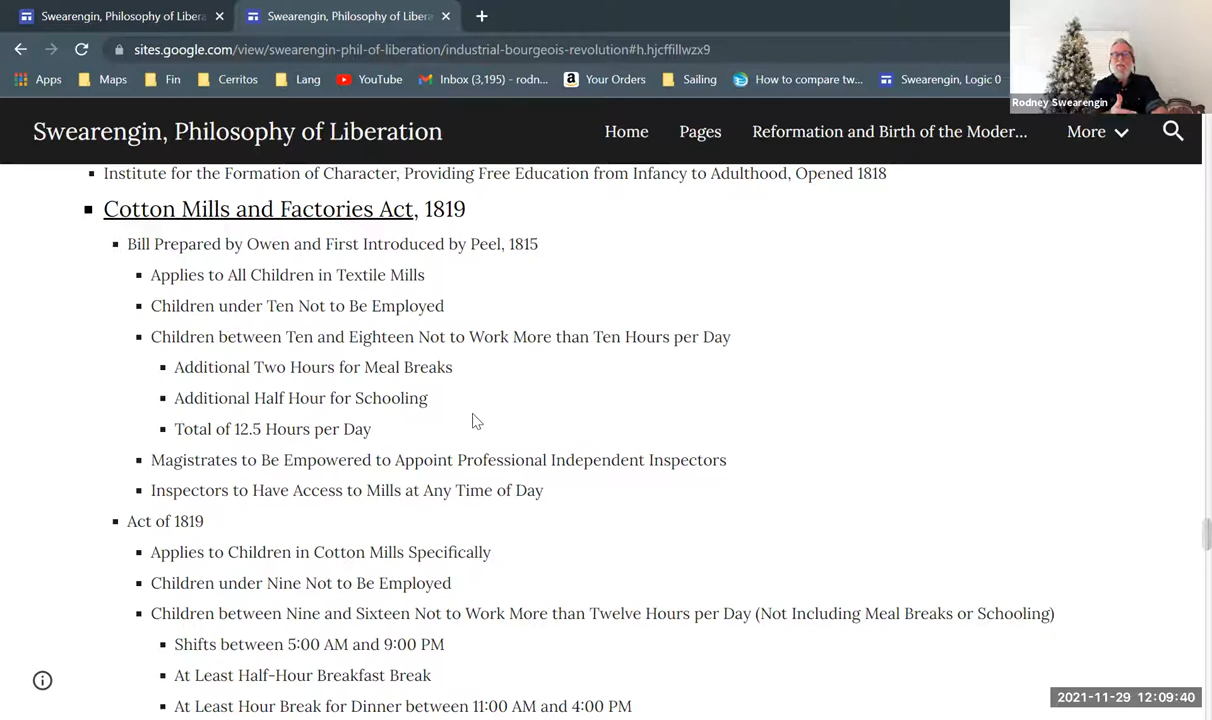 Swearengin, Philosophy of Libera
Swearengin, Philosophy of Libera
sites.google.com/view/swearengin-phil-of-liberation/industrial-bourgeois-revolution#h.hjcffillwzx9
Apps Maps Fin Cerritos Lang YouTube Inbox (3,195) - rodn... Your Orders Sailing How to compare tw... Swearengin, Logic 0
Rodney Swearengin
Swearengin, Philosophy of Liberation
Home Pages Reformation and Birth of the Moder... More
Institute for the Formation of Character, Providing Free Education from Infancy to Adulthood, Opened 1818
Cotton Mills and Factories Act, 1819
Bill Prepared by Owen and First Introduced by Peel, 1815
Applies to All Children in Textile Mills
Children under Ten Not to Be Employed
Children between Ten and Eighteen Not to Work More than Ten Hours per Day
Additional Two Hours for Meal Breaks
Additional Half Hour for Schooling
Total of 12.5 Hours per Day
Magistrates to Be Empowered to Appoint Professional Independent Inspectors
Inspectors to Have Access to Mills at Any Time of Day
Act of 1819
Applies to Children in Cotton Mills Specifically
Children under Nine Not to Be Employed
Children between Nine and Sixteen Not to Work More than Twelve Hours per Day (Not Including Meal Breaks or Schooling)
Shifts between 5:00 AM and 9:00 PM
At Least Half-Hour Breakfast Break
At Least Hour Break for Dinner between 11:00 AM and 4:00 PM
2021-11-29 12:09:40